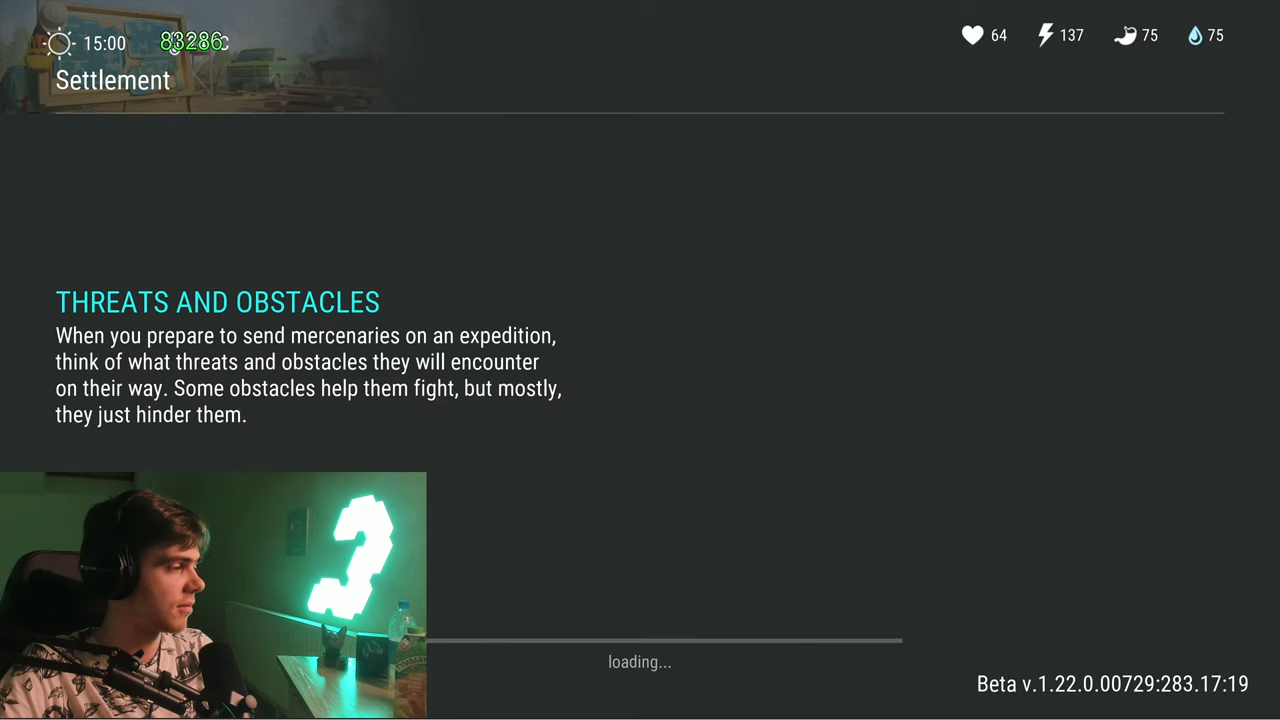 15:00
83286
64
137
75
75
Settlement
THREATS AND OBSTACLES
When you prepare to send mercenaries on an expedition,
think of what threats and obstacles they will encounter
on their way. Some obstacles help them fight, but mostly,
they just hinder them.
loading...
Beta v.1.22.0.00729:283.17:19